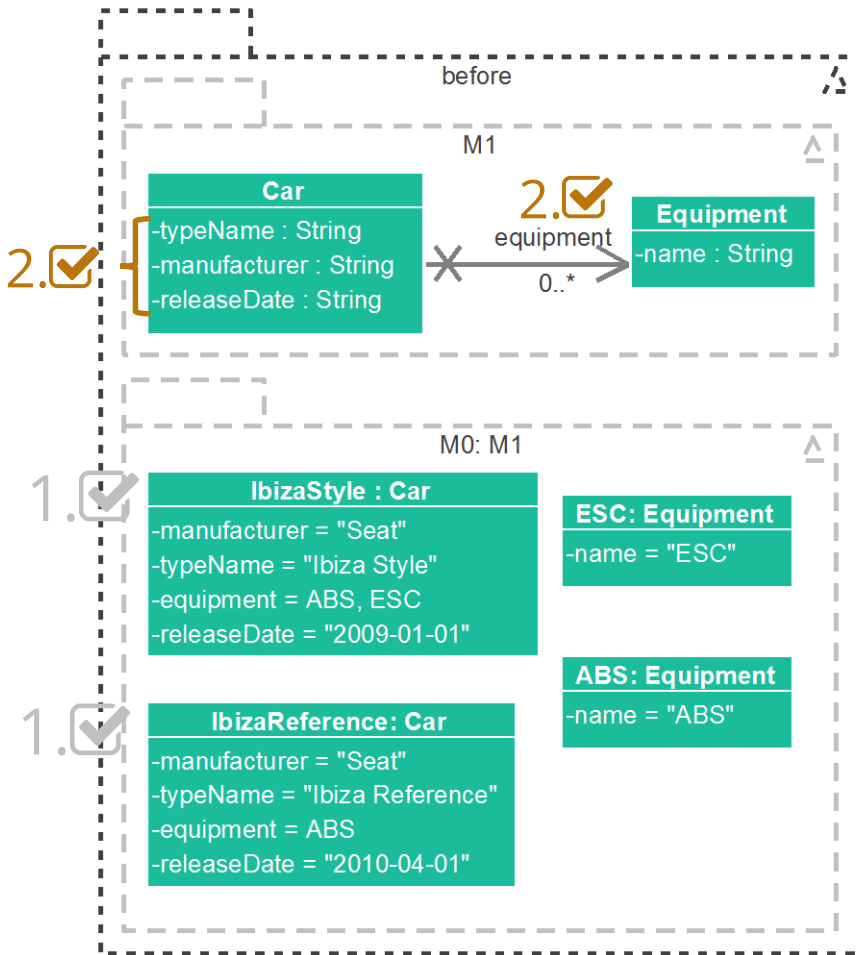 before
M1
Car
-typeName : String
-manufacturer : String
-releaseDate : String
2.
2.
equipment
0..*
Equipment
-name : String
M0: M1
1.
IbizaStyle : Car
-manufacturer = "Seat"
-typeName = "Ibiza Style"
-equipment = ABS, ESC
-releaseDate = "2009-01-01"
ESC: Equipment
-name = "ESC"
ABS: Equipment
-name = "ABS"
1.
IbizaReference: Car
-manufacturer = "Seat"
-typeName = "Ibiza Reference"
-equipment = ABS
-releaseDate = "2010-04-01"